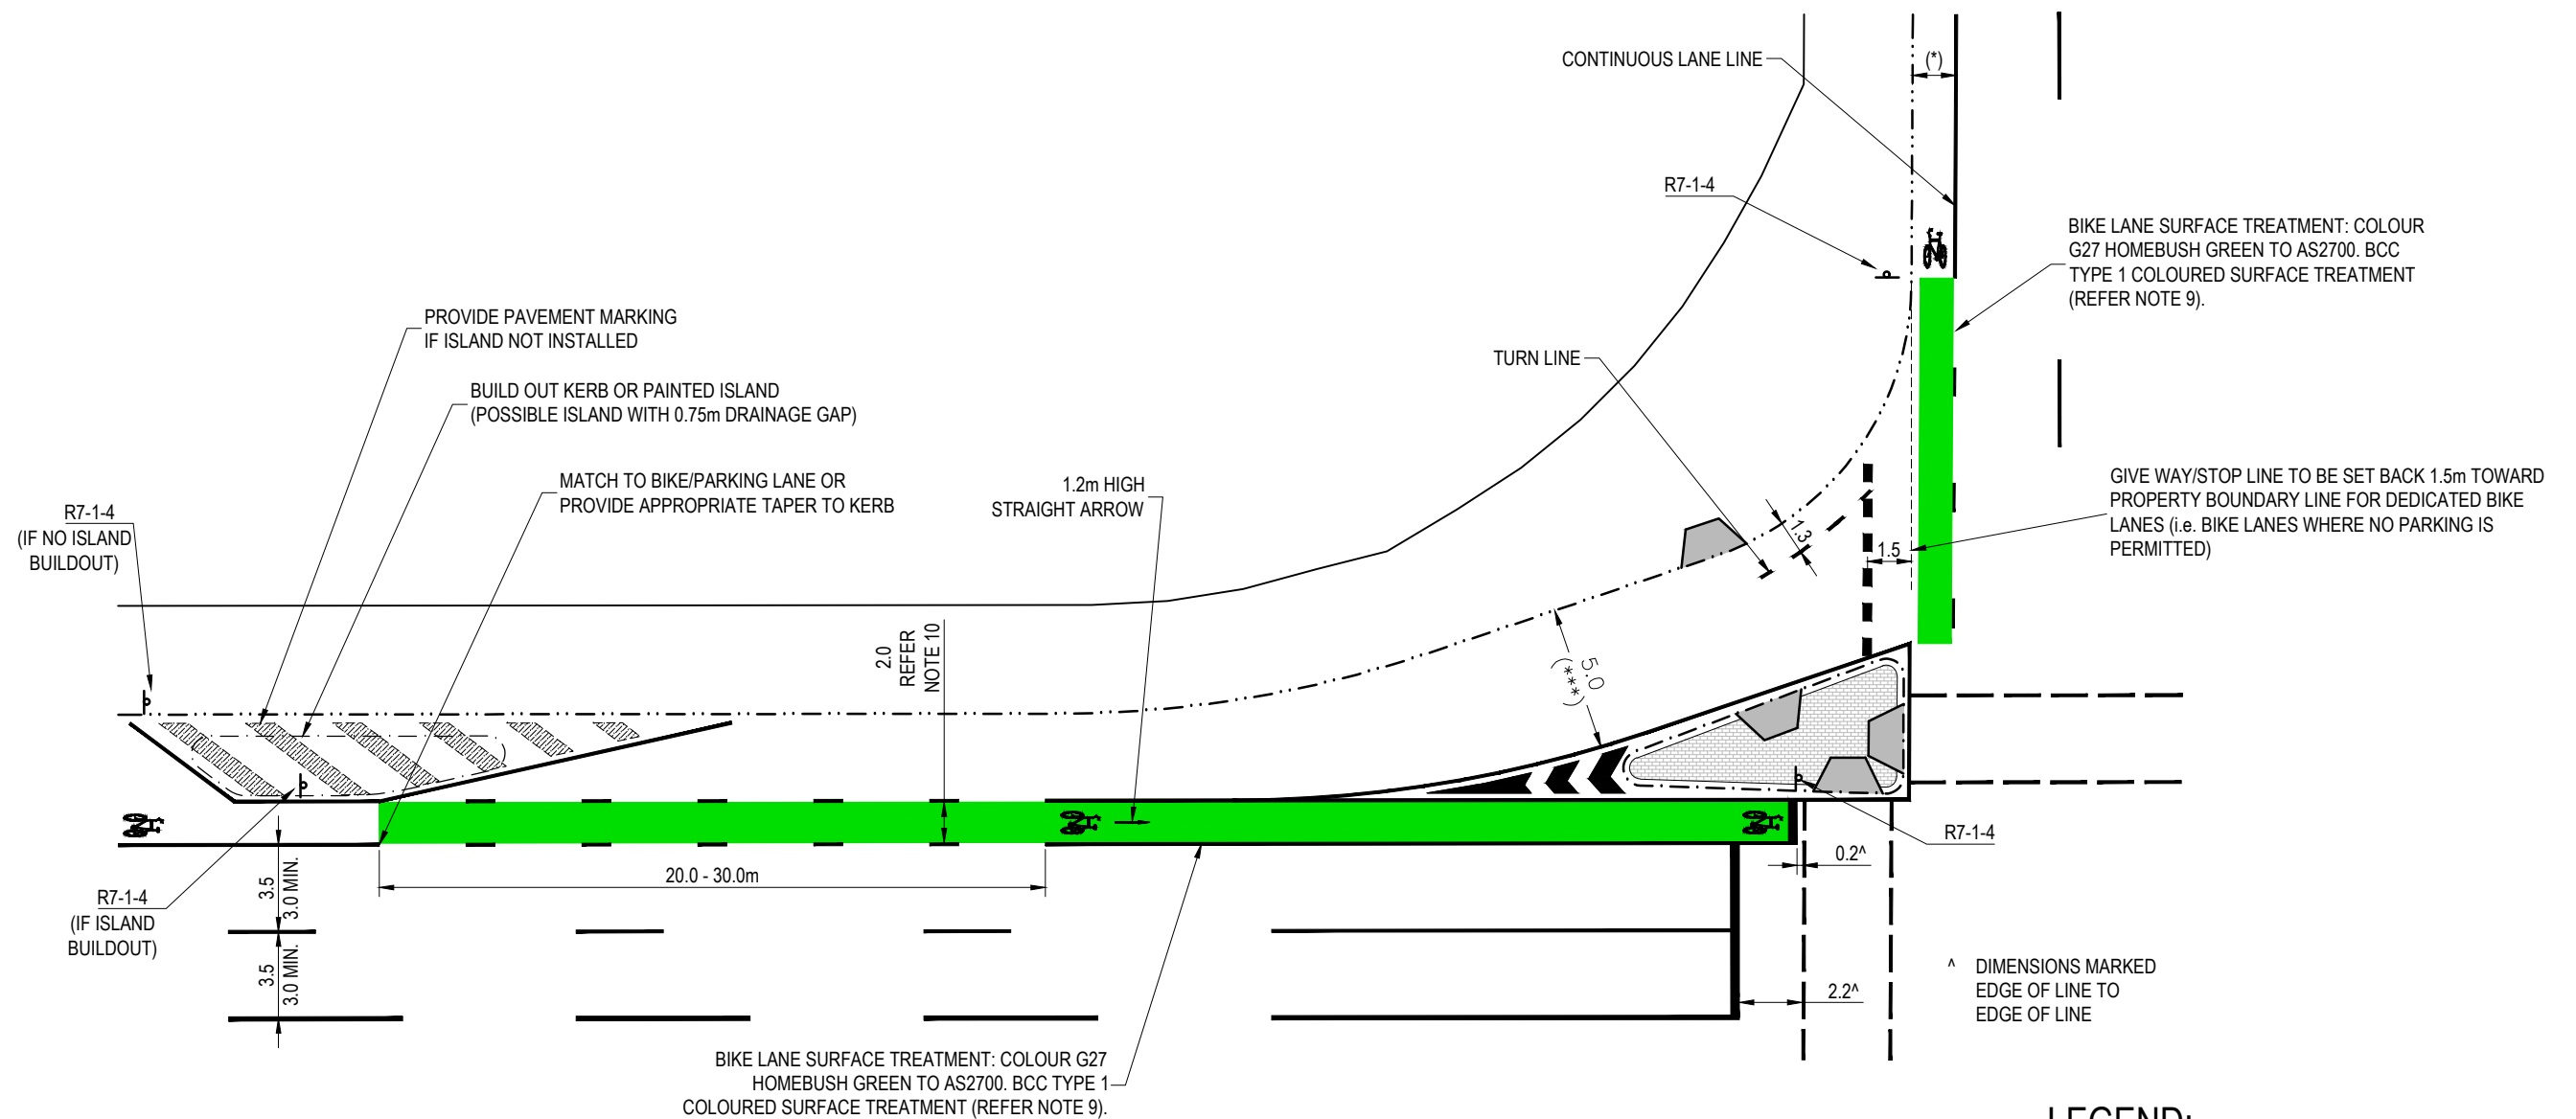 CONTINUOUS LANE LINE
(*)
R7-1-4
BIKE LANE SURFACE TREATMENT: COLOUR
G27 HOMEBUSH GREEN TO AS2700. BCC
TYPE 1 COLOURED SURFACE TREATMENT
(REFER NOTE 9).
PROVIDE PAVEMENT MARKING
IF ISLAND NOT INSTALLED
TURN LINE
BUILD OUT KERB OR PAINTED ISLAND
(POSSIBLE ISLAND WITH 0.75m DRAINAGE GAP)
MATCH TO BIKE/PARKING LANE OR
PROVIDE APPROPRIATE TAPER TO KERB
1.2m HIGH
STRAIGHT ARROW
GIVE WAY/STOP LINE TO BE SET BACK 1.5m TOWARD
PROPERTY BOUNDARY LINE FOR DEDICATED BIKE
LANES (i.e. BIKE LANES WHERE NO PARKING IS
PERMITTED)
R7-1-4
(IF NO ISLAND
BUILDOUT)
1.3
1.5
2.0
REFER
NOTE 10
5.0
(***)
R7-1-4
0.2^
20.0 - 30.0m
3.5
3.0 MIN.
R7-1-4
(IF ISLAND
BUILDOUT)
3.5
3.0 MIN.
2.2^
^ DIMENSIONS MARKED
EDGE OF LINE TO
EDGE OF LINE
BIKE LANE SURFACE TREATMENT: COLOUR G27
HOMEBUSH GREEN TO AS2700. BCC TYPE 1
COLOURED SURFACE TREATMENT (REFER NOTE 9).
LEGEND: